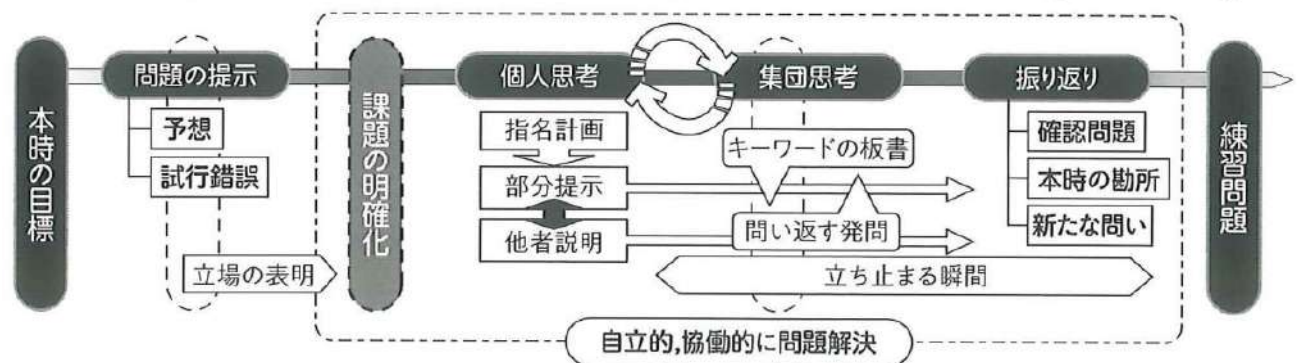 本時の目標
問題の提示
予想
試行錯誤
立場の表明
課題の明確化
個人思考
指名計画
部分提示
他者説明
集団思考
キーワードの板書
問い返す発問
立ち止まる瞬間
振り返り
確認問題
本時の勘所
新たな問い
練習問題
自立的,協働的に問題解決